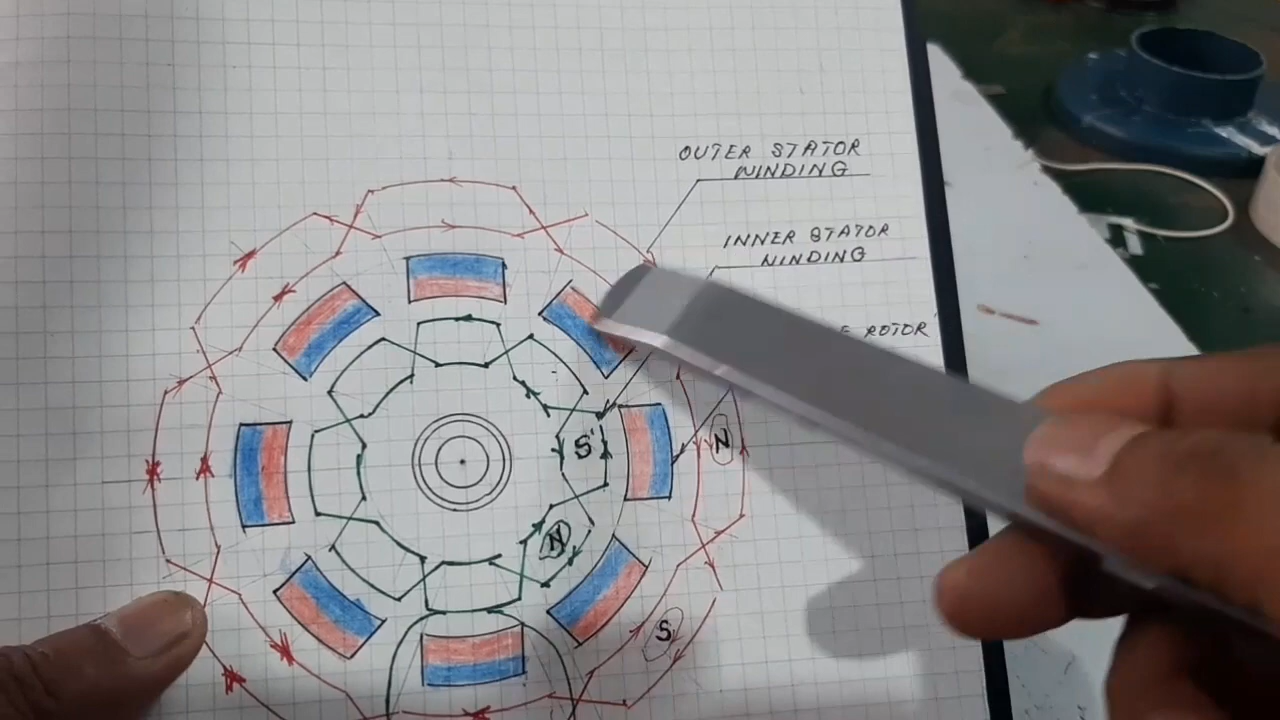 OUTER STATOR
WINDING
INNER STATOR
WINDING
ROTOR
N
S
N
S